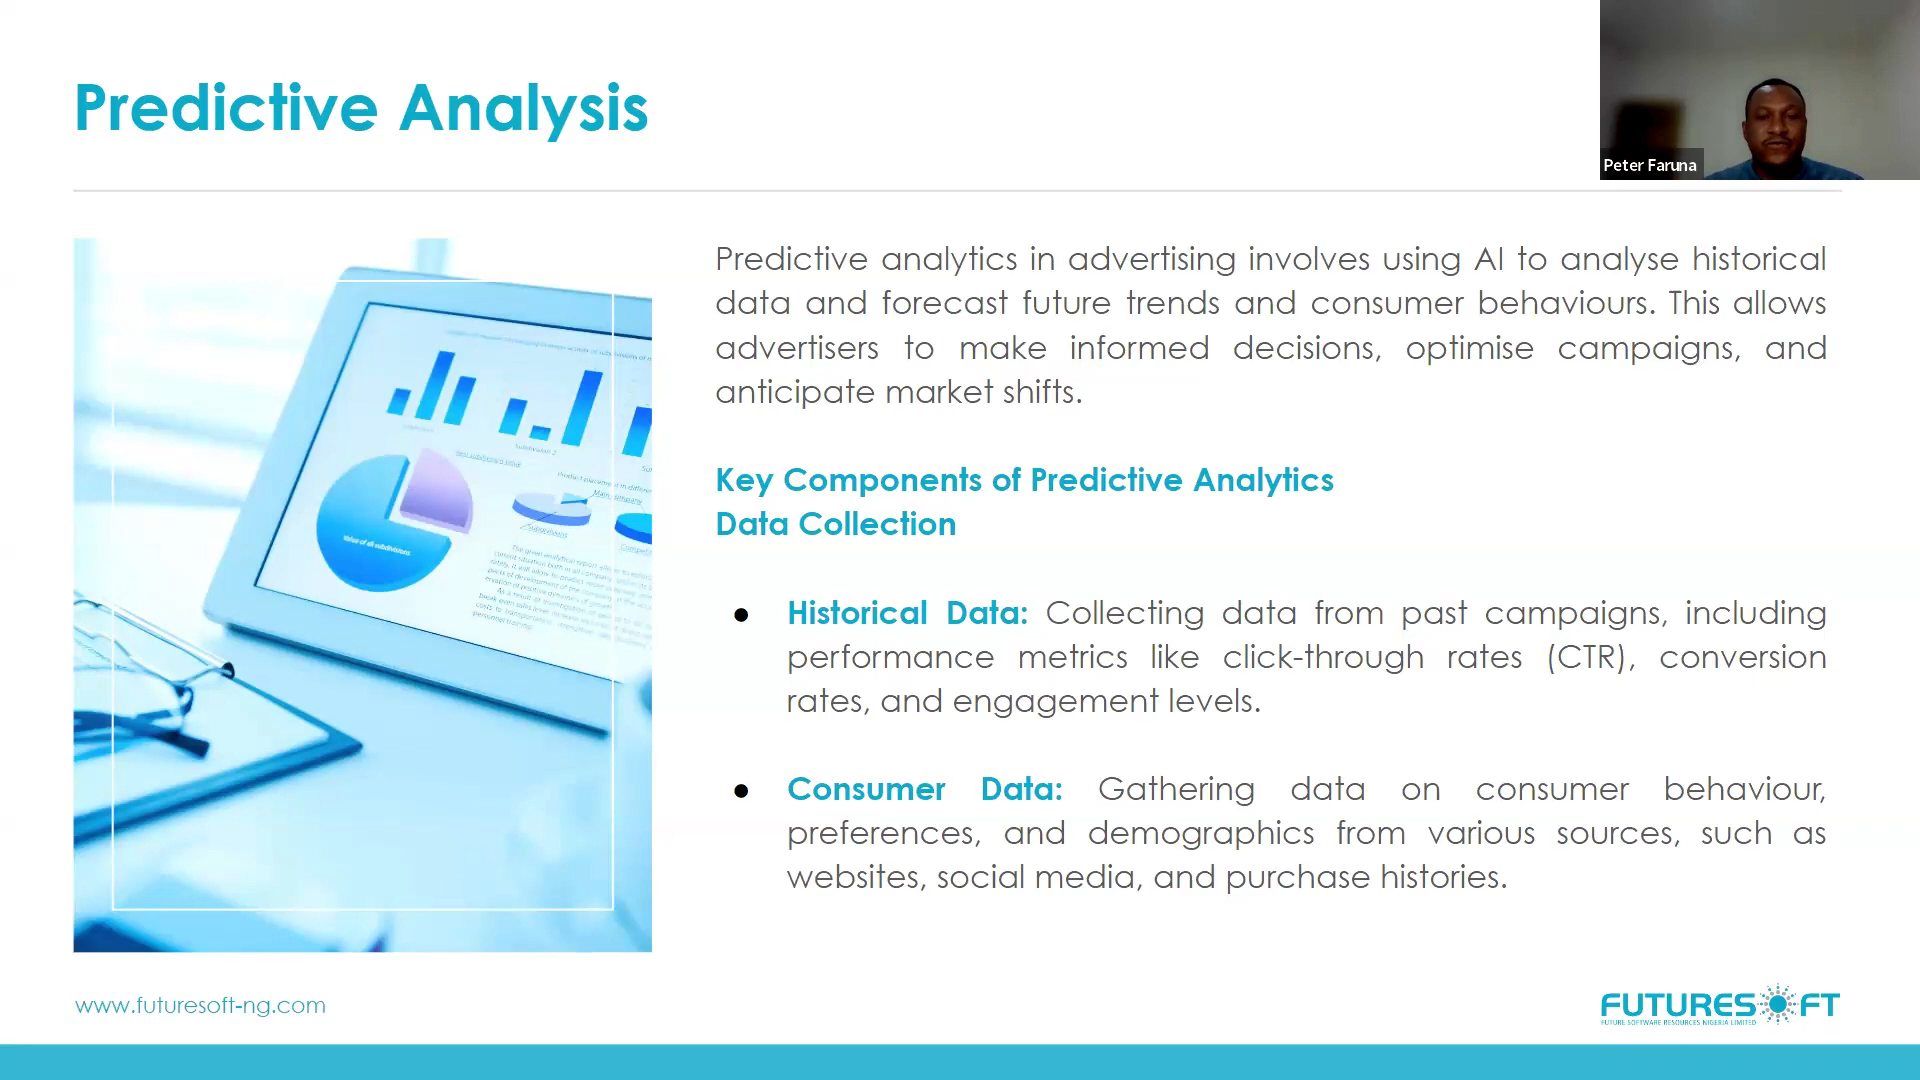 Predictive Analysis
Peter Faruna
Predictive analytics in advertising involves using AI to analyse historical
data and forecast future trends and consumer behaviours. This allows
advertisers to make informed decisions, optimise campaigns, and
anticipate market shifts.
Key Components of Predictive Analytics
Data Collection
● Historical Data: Collecting data from past campaigns, including
performance metrics like click-through rates (CTR), conversion
rates, and engagement levels.
● Consumer Data: Gathering data on consumer behaviour,
preferences, and demographics from various sources, such as
websites, social media, and purchase histories.
Value of all subdivisions
www.futuresoft-ng.com
FUTURESOFT
FUTURE SOFTWARE RESOURCES NIGERIA LIMITED